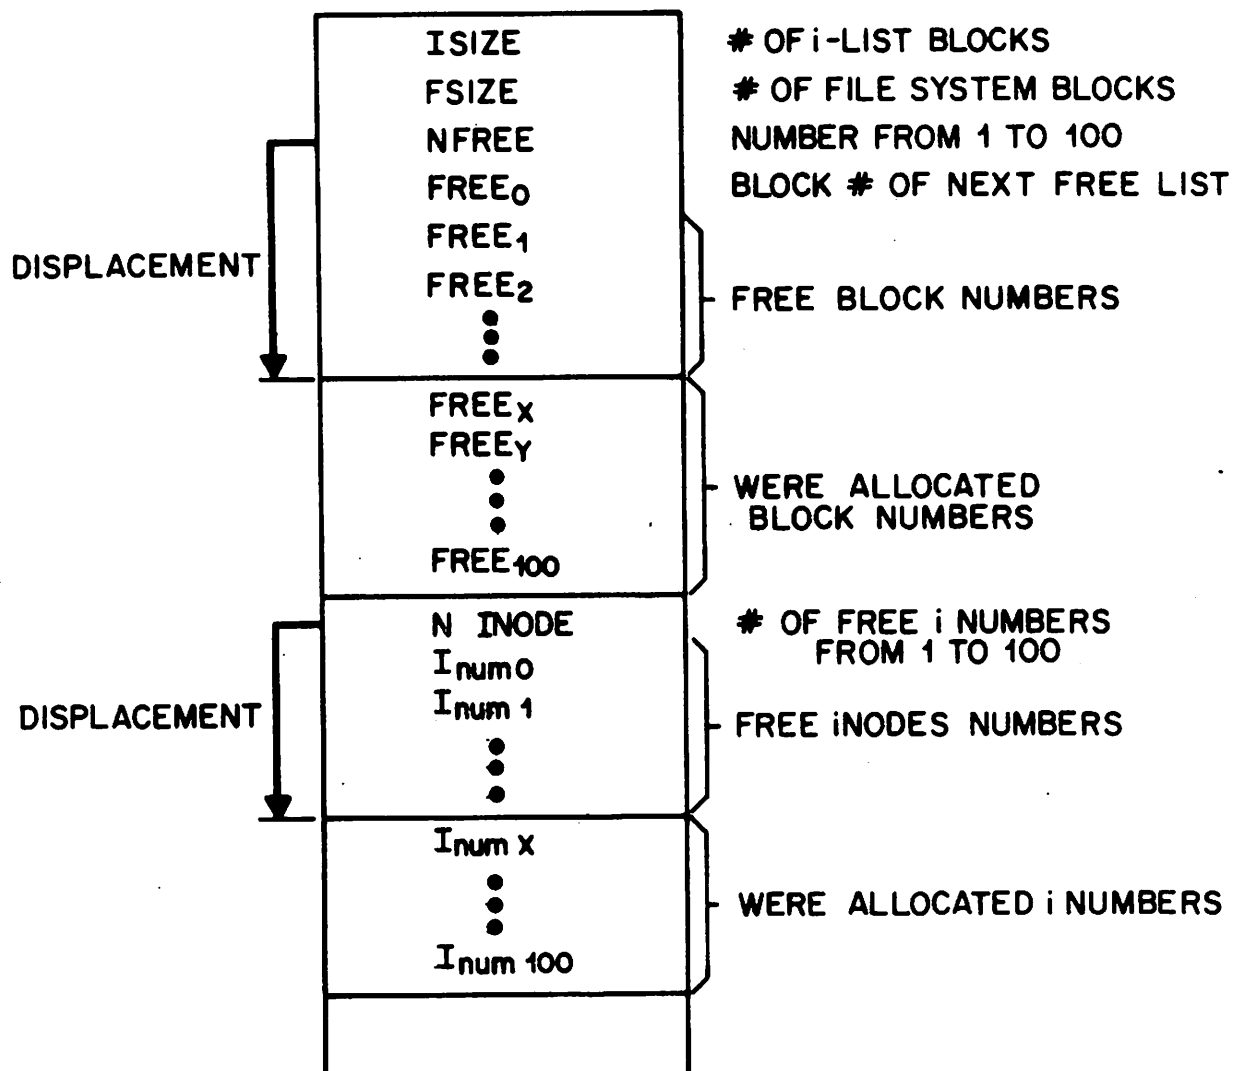 ISIZE # OF i-LIST BLOCKS
FSIZE # OF FILE SYSTEM BLOCKS
NFREE NUMBER FROM 1 TO 100
FREE0 BLOCK # OF NEXT FREE LIST
FREE1
DISPLACEMENT
FREE2
FREE BLOCK NUMBERS
FREEX
FREEY
WERE ALLOCATED
BLOCK NUMBERS
FREE100
N INODE # OF FREE i NUMBERS
FROM 1 TO 100
Inum0
Inum 1
DISPLACEMENT
FREE iNODES NUMBERS
Inum X
WERE ALLOCATED i NUMBERS
Inum 100